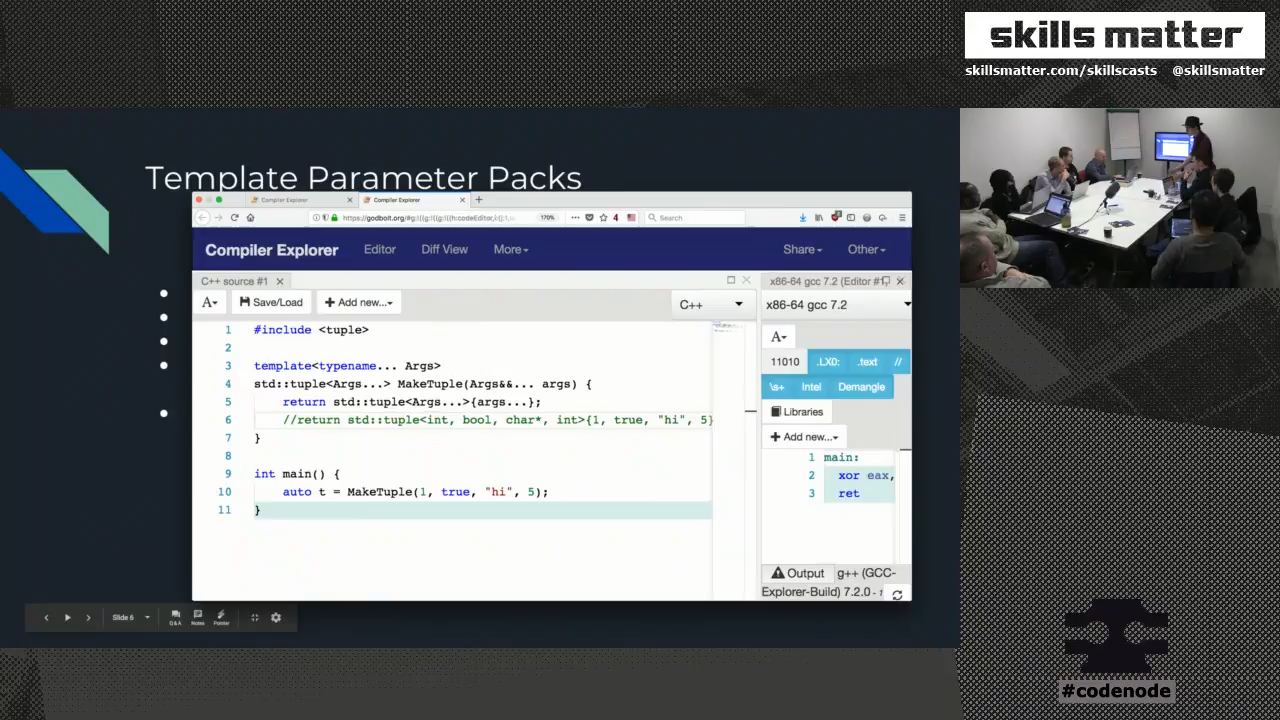 skills matter
skillsmatter.com/skillscasts @skillsmatter
Template Parameter Packs
Compiler Explorer
Compiler Explorer
170%
Search
Compiler Explorer
Editor
Diff View
More
Share
Other
C++ source #1
x86-64 gcc 7.2 (Editor #1
A
Save/Load
Add new...
C++
x86-64 gcc 7.2
A
11010
.LX0:
.text
//
\s+
Intel
Demangle
Libraries
Add new...
1 #include <tuple>
2
3 template<typename... Args>
4 std::tuple<Args...> MakeTuple(Args&&... args) {
5 return std::tuple<Args...>{args...};
6 //return std::tuple<int, bool, char*, int>{1, true, "hi", 5}
7 }
8
9 int main() {
10 auto t = MakeTuple(1, true, "hi", 5);
11 }
1 main:
2 xor eax,
3 ret
Output
g++ (GCC-
Explorer-Build) 7.2.0 -
Slide 6
Q&A
Notes
Pointer
#codenode